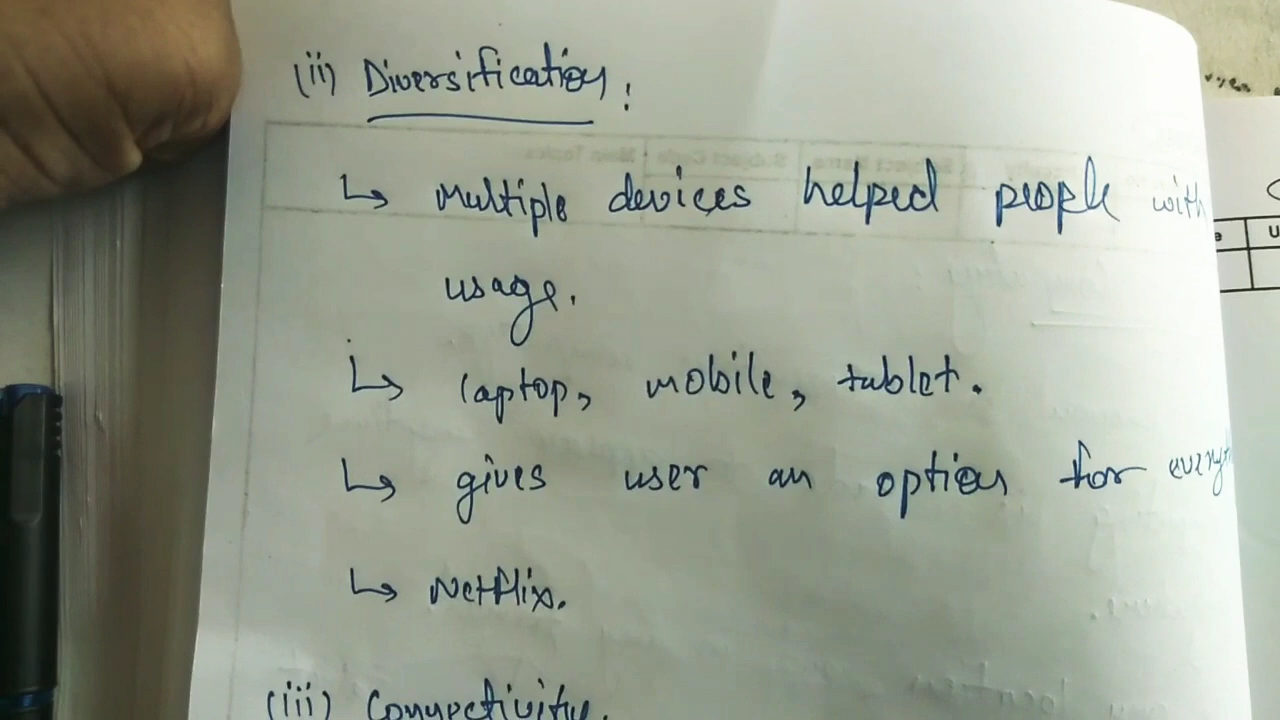 (ii) Diversification:
↳ Multiple devices helped people with
usage.
↳ laptop, mobile, tablet.
↳ gives user an option for
↳ Netflix.
(iii) Connectivity.